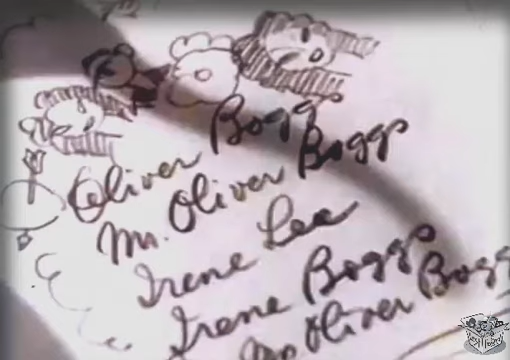 Oliver Boggs
Mr. Oliver Boggs
Irene Lee
Irene Boggs
Mr. Oliver Boggs